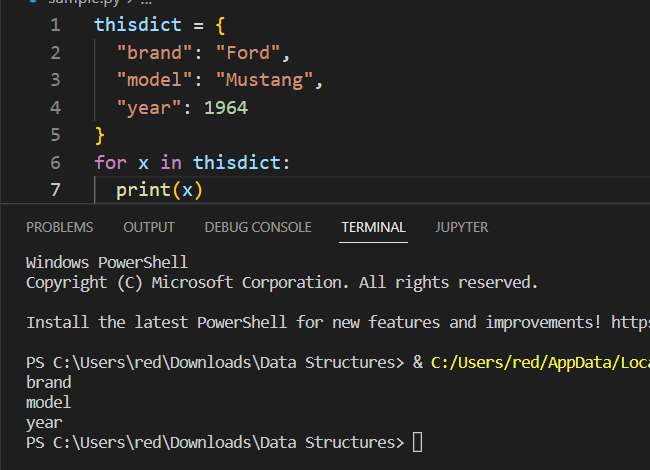 sample.py > ...
1 thisdict = {
2   "brand": "Ford",
3   "model": "Mustang",
4   "year": 1964
5 }
6 for x in thisdict:
7   print(x)
PROBLEMS OUTPUT DEBUG CONSOLE TERMINAL JUPYTER
Windows PowerShell
Copyright (C) Microsoft Corporation. All rights reserved.
Install the latest PowerShell for new features and improvements! https
PS C:\Users\red\Downloads\Data Structures> & C:/Users/red/AppData/Loca
brand
model
year
PS C:\Users\red\Downloads\Data Structures>